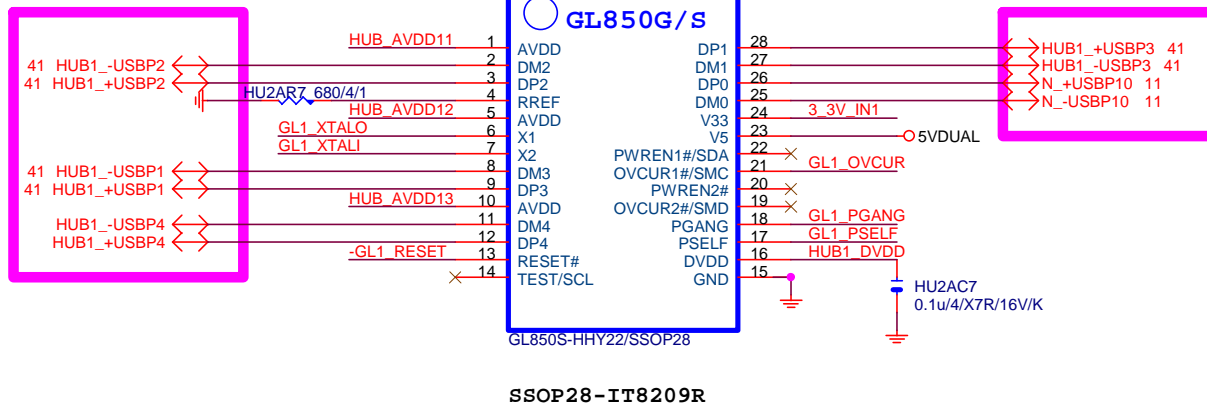 GL850G/S
HUB_AVDD11 1 AVDD DP1 28 HUB1_+USBP3 41
41 HUB1_-USBP2 2 DM2 DM1 27 HUB1_-USBP3 41
41 HUB1_+USBP2 3 DP2 DP0 26 N_+USBP10 11
HU2AR7 680/4/1 4 RREF DM0 25 N_-USBP10 11
HUB_AVDD12 5 AVDD V33 24 3_3V_IN1
GL1_XTALO 6 X1 V5 23 5VDUAL
GL1_XTALI 7 X2 PWREN1#/SDA 22
41 HUB1_-USBP1 8 DM3 OVCUR1#/SMC 21 GL1_OVCUR
41 HUB1_+USBP1 9 DP3 PWREN2# 20
HUB_AVDD13 10 AVDD OVCUR2#/SMD 19
HUB1_-USBP4 11 DM4 PGANG 18 GL1_PGANG
HUB1_+USBP4 12 DP4 PSELF 17 GL1_PSELF
-GL1_RESET 13 RESET# DVDD 16 HUB1_DVDD
14 TEST/SCL GND 15
HU2AC7
0.1u/4/X7R/16V/K
GL850S-HHY22/SSOP28
SSOP28-IT8209R